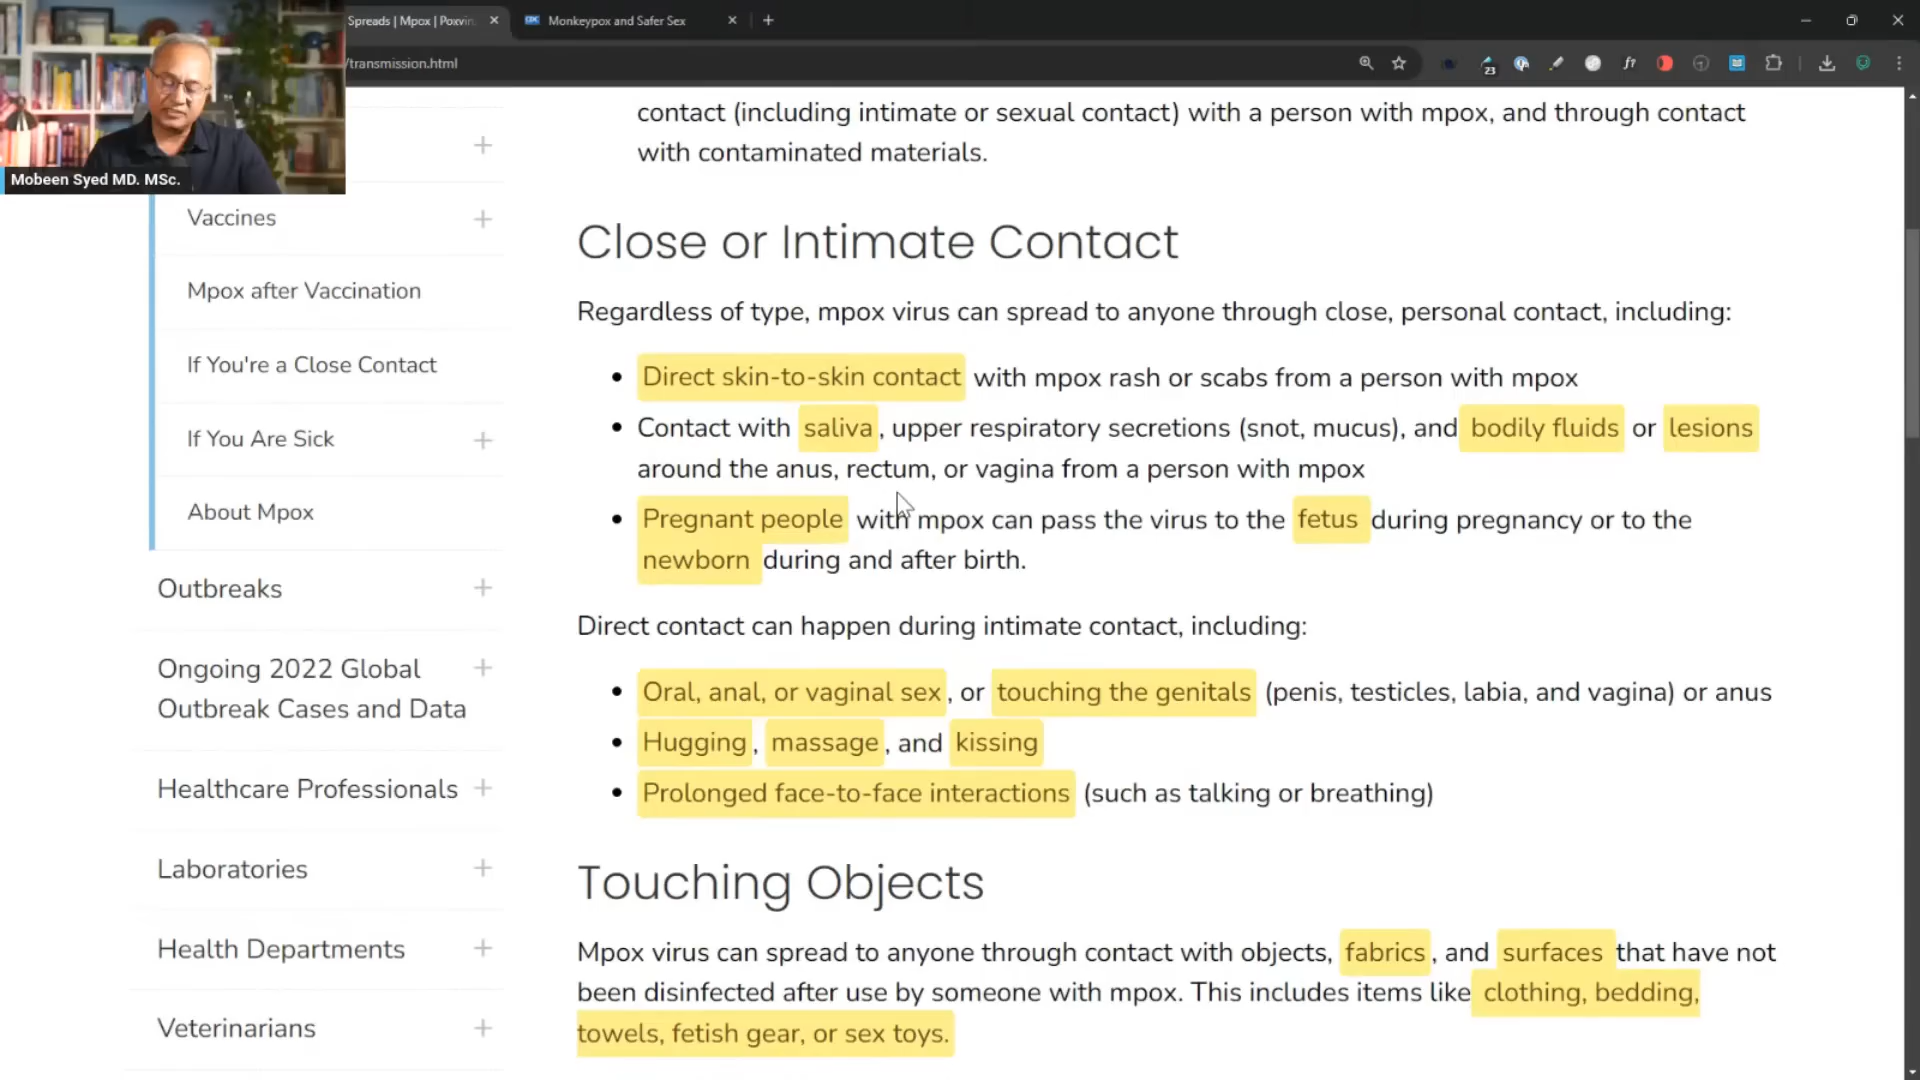 Spreads | Mpox | Poxvir
Monkeypox and Safer Sex
/transmission.html
23
Mobeen Syed MD. MSc.
Vaccines
Mpox after Vaccination
If You're a Close Contact
If You Are Sick
About Mpox
Outbreaks
Ongoing 2022 Global
Outbreak Cases and Data
Healthcare Professionals
Laboratories
Health Departments
Veterinarians
contact (including intimate or sexual contact) with a person with mpox, and through contact
with contaminated materials.
Close or Intimate Contact
Regardless of type, mpox virus can spread to anyone through close, personal contact, including:
• Direct skin-to-skin contact with mpox rash or scabs from a person with mpox
• Contact with saliva, upper respiratory secretions (snot, mucus), and bodily fluids or lesions
around the anus, rectum, or vagina from a person with mpox
• Pregnant people with mpox can pass the virus to the fetus during pregnancy or to the
newborn during and after birth.
Direct contact can happen during intimate contact, including:
• Oral, anal, or vaginal sex, or touching the genitals (penis, testicles, labia, and vagina) or anus
• Hugging, massage, and kissing
• Prolonged face-to-face interactions (such as talking or breathing)
Touching Objects
Mpox virus can spread to anyone through contact with objects, fabrics, and surfaces that have not
been disinfected after use by someone with mpox. This includes items like clothing, bedding,
towels, fetish gear, or sex toys.